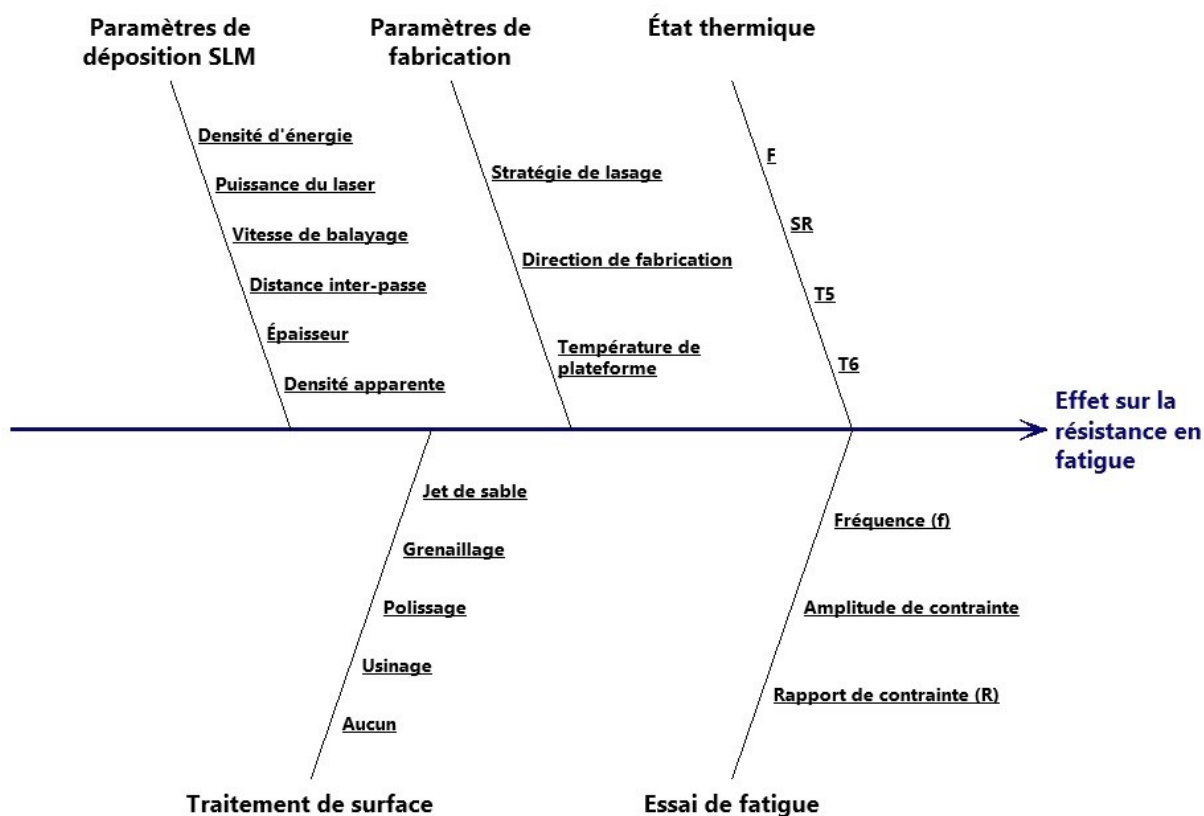 Paramètres de
déposition SLM
Densité d'énergie
Puissance du laser
Vitesse de balayage
Distance inter-passe
Épaisseur
Densité apparente
Paramètres de
fabrication
Stratégie de lasage
Direction de fabrication
Température de
plateforme
État thermique
F
SR
T5
T6
Effet sur la
résistance en
fatigue
Jet de sable
Grenaillage
Polissage
Usinage
Aucun
Traitement de surface
Fréquence (f)
Amplitude de contrainte
Rapport de contrainte (R)
Essai de fatigue